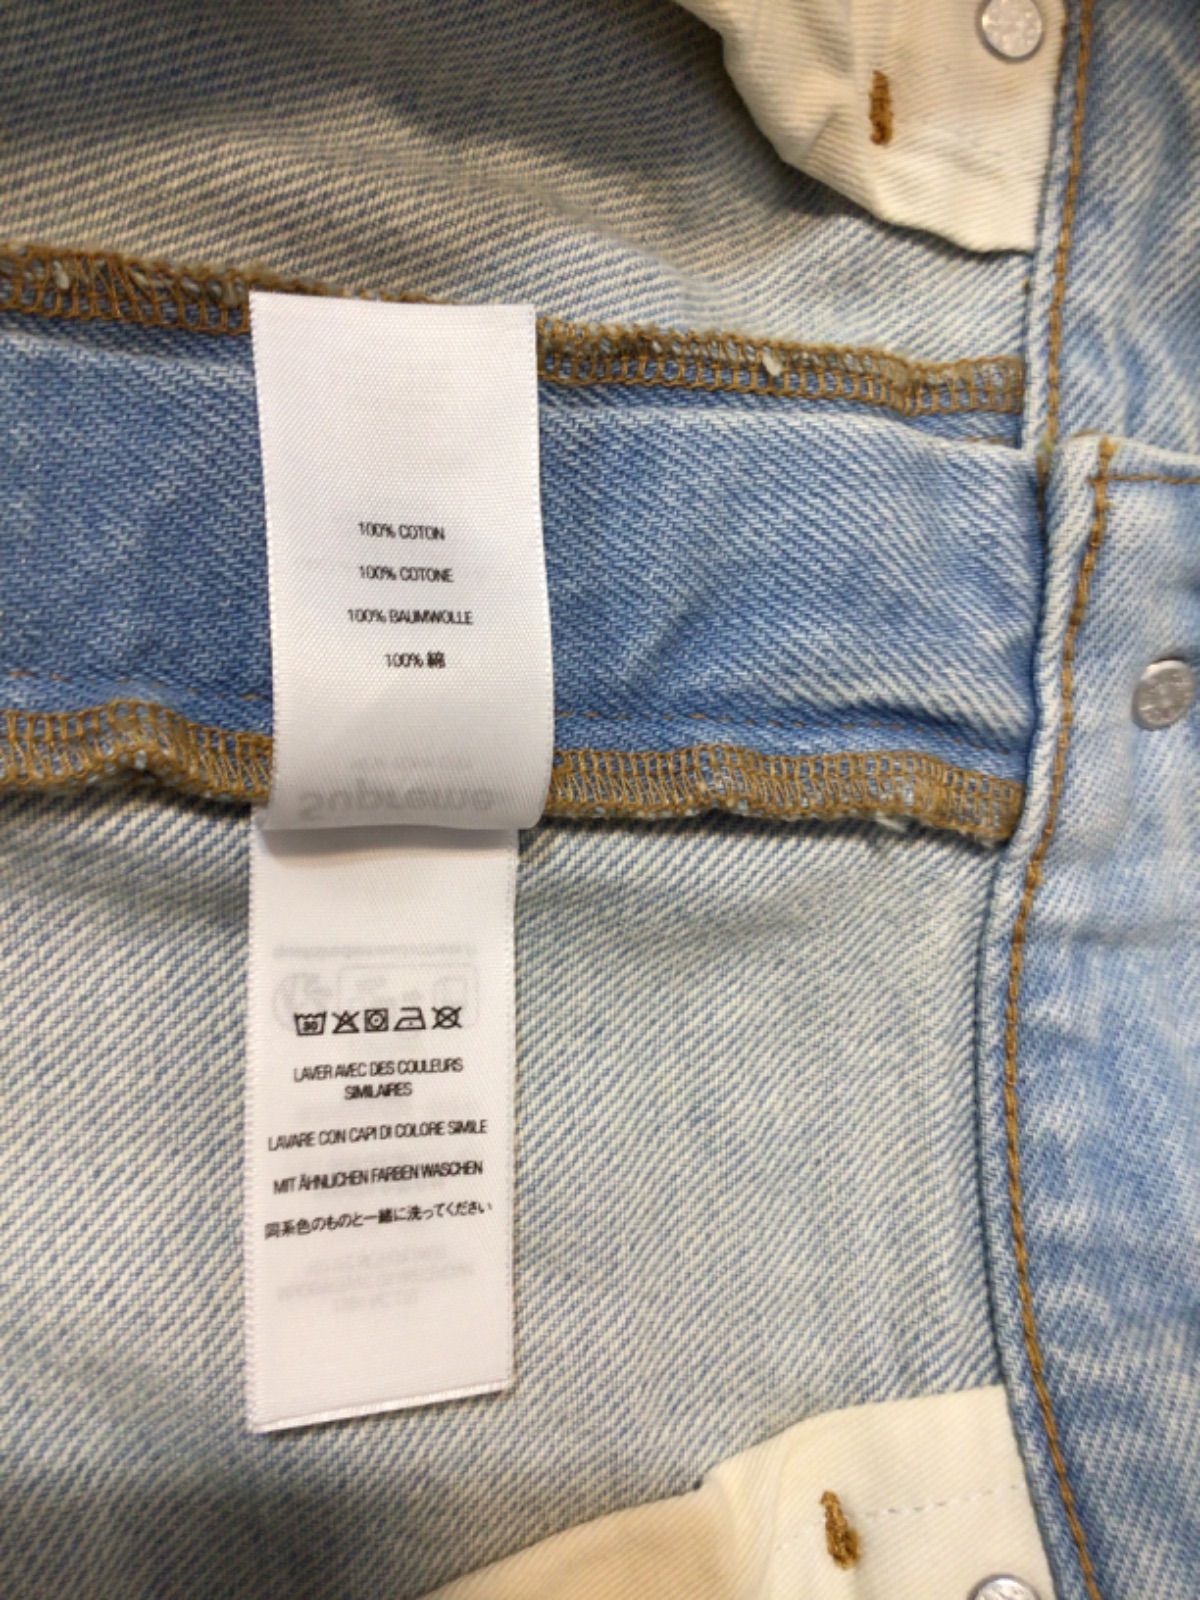 100% COTON
100% COTONE
100% BAUMWOLLE
100% 綿
Supreme
30
LAVER AVEC DES COULEURS
SIMILAIRES
LAVARE CON CAPI DI COLORE SIMILE
MIT ÄHNLICHEN FARBEN WASCHEN
同系色のものと一緒に洗ってください